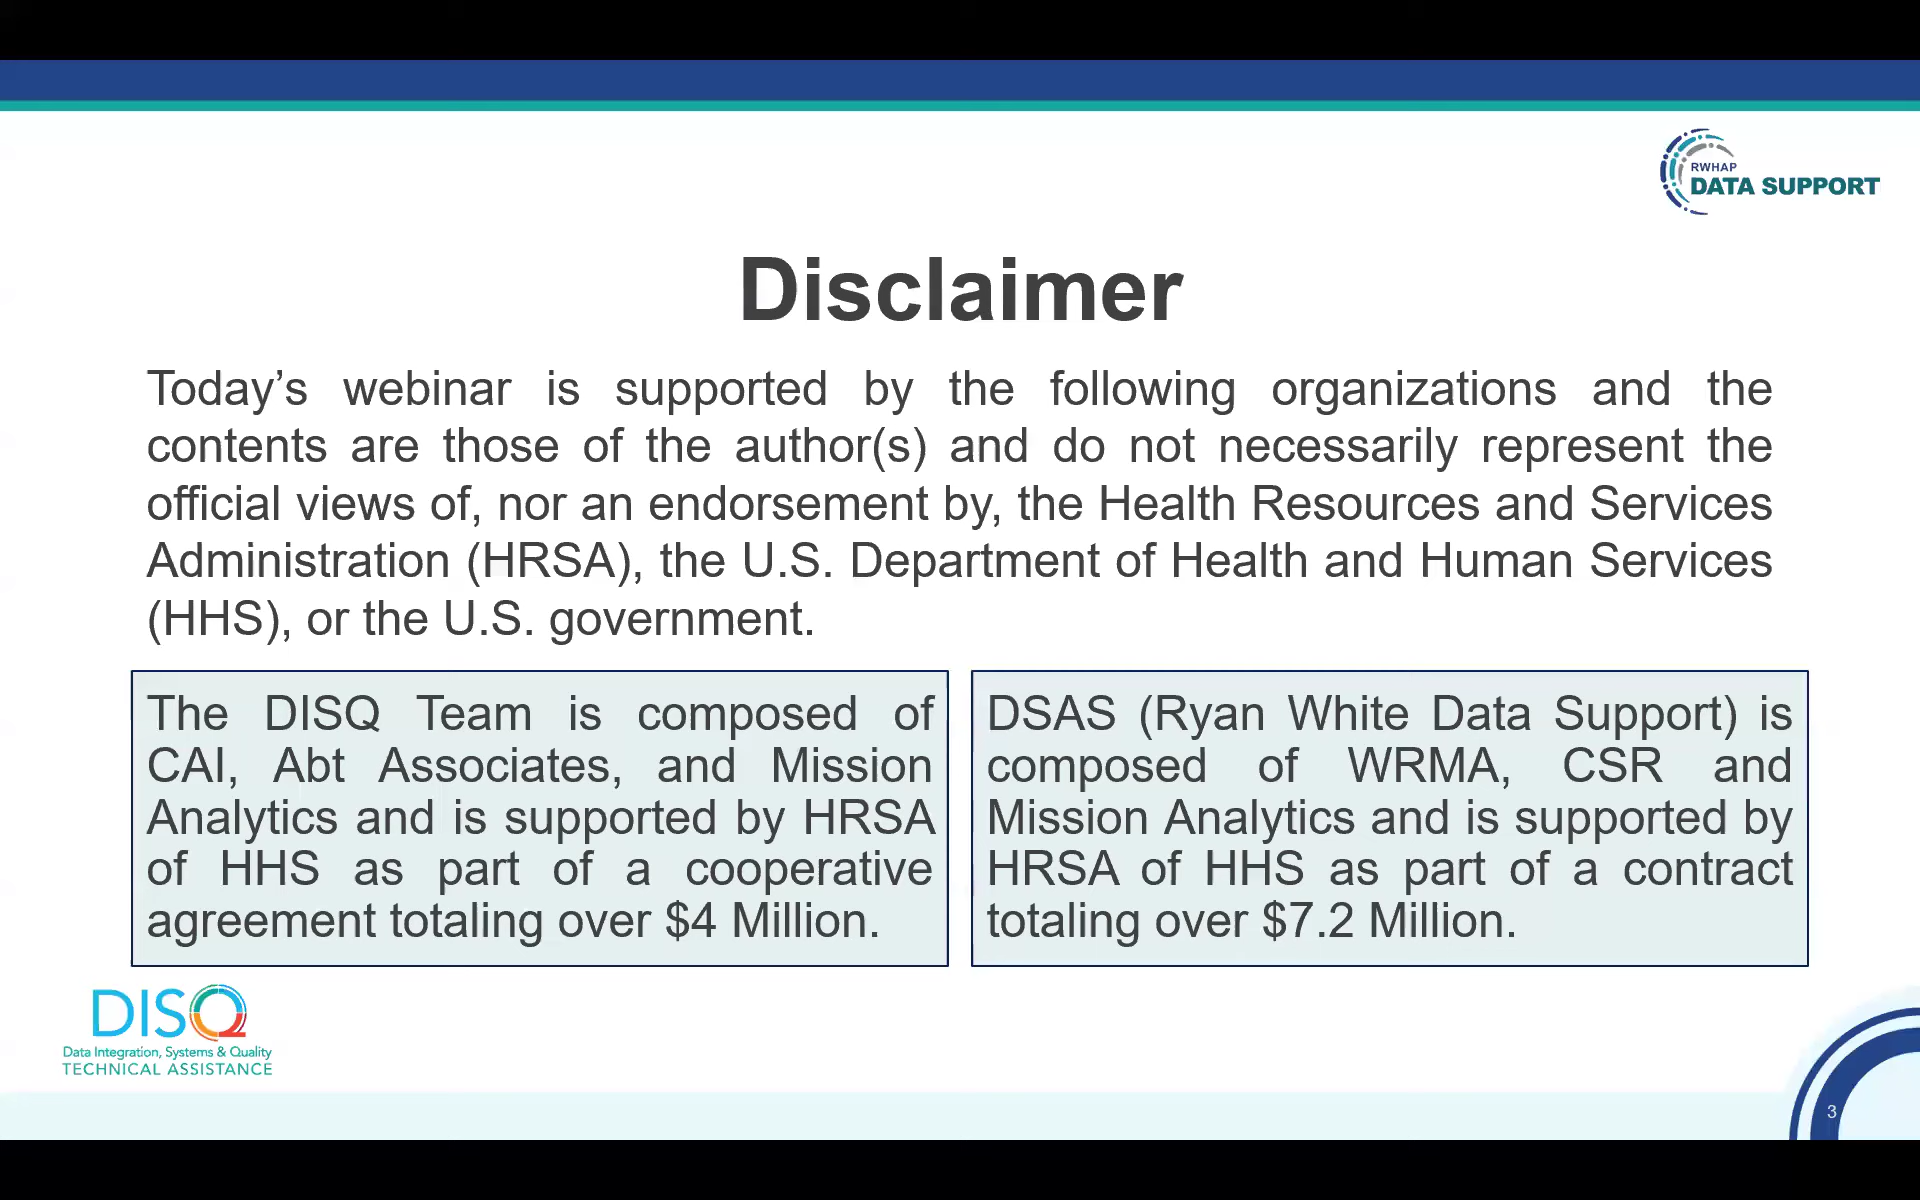 RWHAP
DATA SUPPORT
Disclaimer
Today’s webinar is supported by the following organizations and the
contents are those of the author(s) and do not necessarily represent the
official views of, nor an endorsement by, the Health Resources and Services
Administration (HRSA), the U.S. Department of Health and Human Services
(HHS), or the U.S. government.
The DISQ Team is composed of
CAI, Abt Associates, and Mission
Analytics and is supported by HRSA
of HHS as part of a cooperative
agreement totaling over $4 Million.
DSAS (Ryan White Data Support) is
composed of WRMA, CSR and
Mission Analytics and is supported by
HRSA of HHS as part of a contract
totaling over $7.2 Million.
DISQ
Data Integration, Systems & Quality
TECHNICAL ASSISTANCE
3